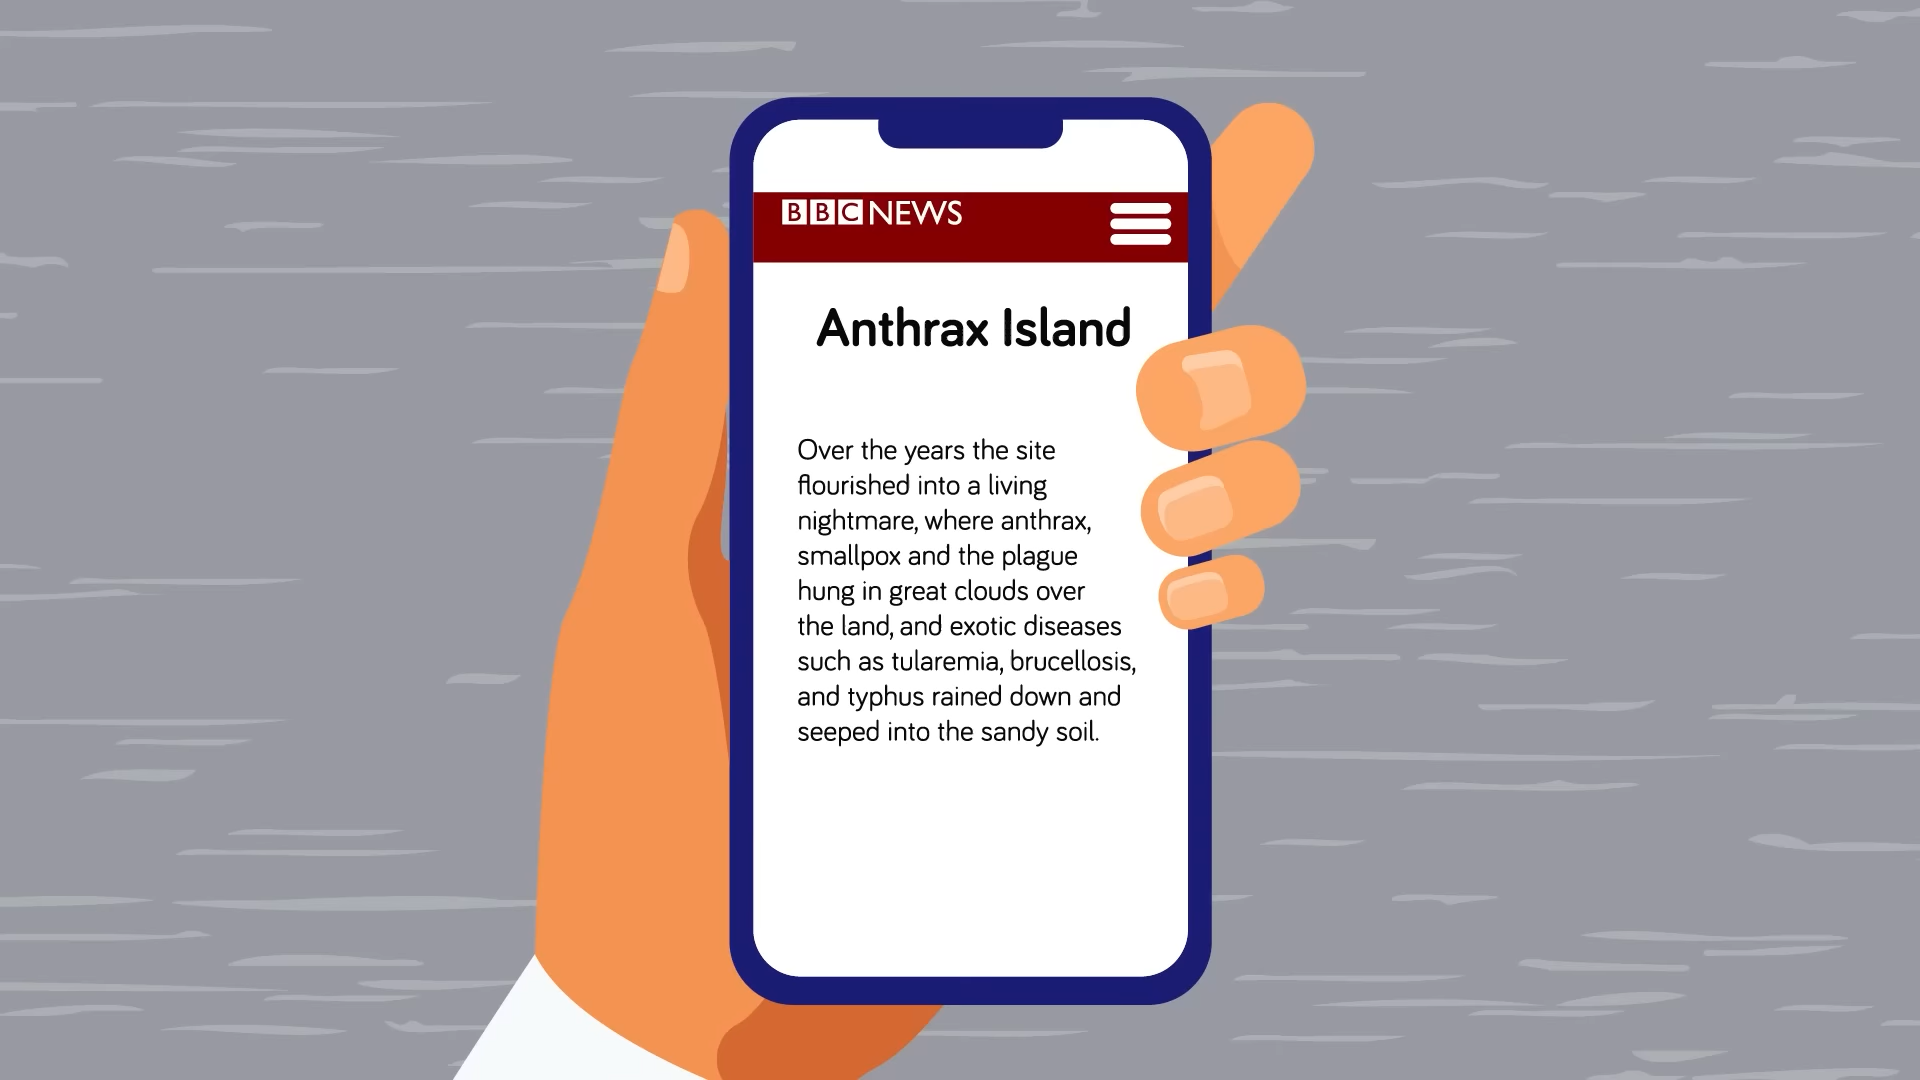 BBC NEWS
Anthrax Island
Over the years the site
flourished into a living
nightmare, where anthrax,
smallpox and the plague
hung in great clouds over
the land, and exotic diseases
such as tularemia, brucellosis,
and typhus rained down and
seeped into the sandy soil.